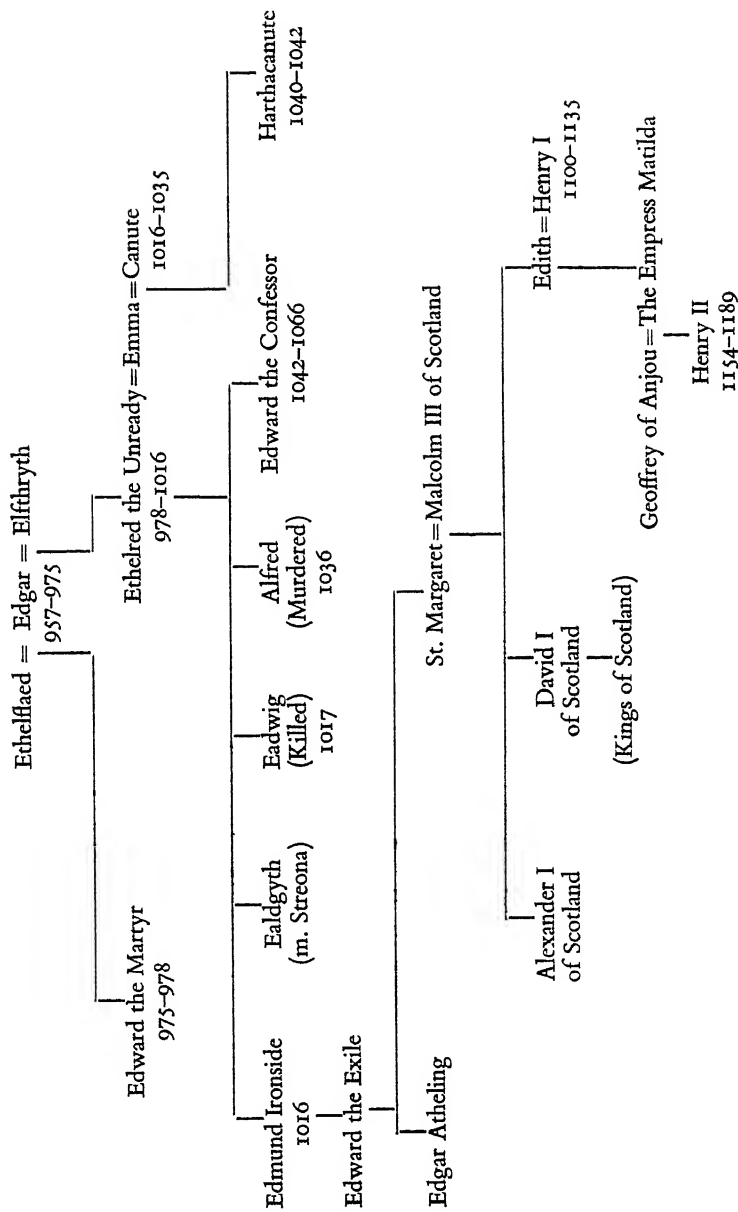 Ethelflaed = Edgar = Elfthryth
957–975
Edward the Martyr
975–978
Ethelred the Unready=Emma=Canute
978–1016
1016–1035
Edmund Ironside
1016
Ealdgyth
(m. Streona)
Eadwig
(Killed)
1017
Alfred
(Murdered)
1036
Edward the Confessor
1042–1066
Harthacanute
1040–1042
Edward the Exile
Edgar Atheling
St. Margaret=Malcolm III of Scotland
Alexander I
of Scotland
David I
of Scotland
(Kings of Scotland)
Edith=Henry I
1100–1135
Geoffrey of Anjou=The Empress Matilda
Henry II
1154–1189